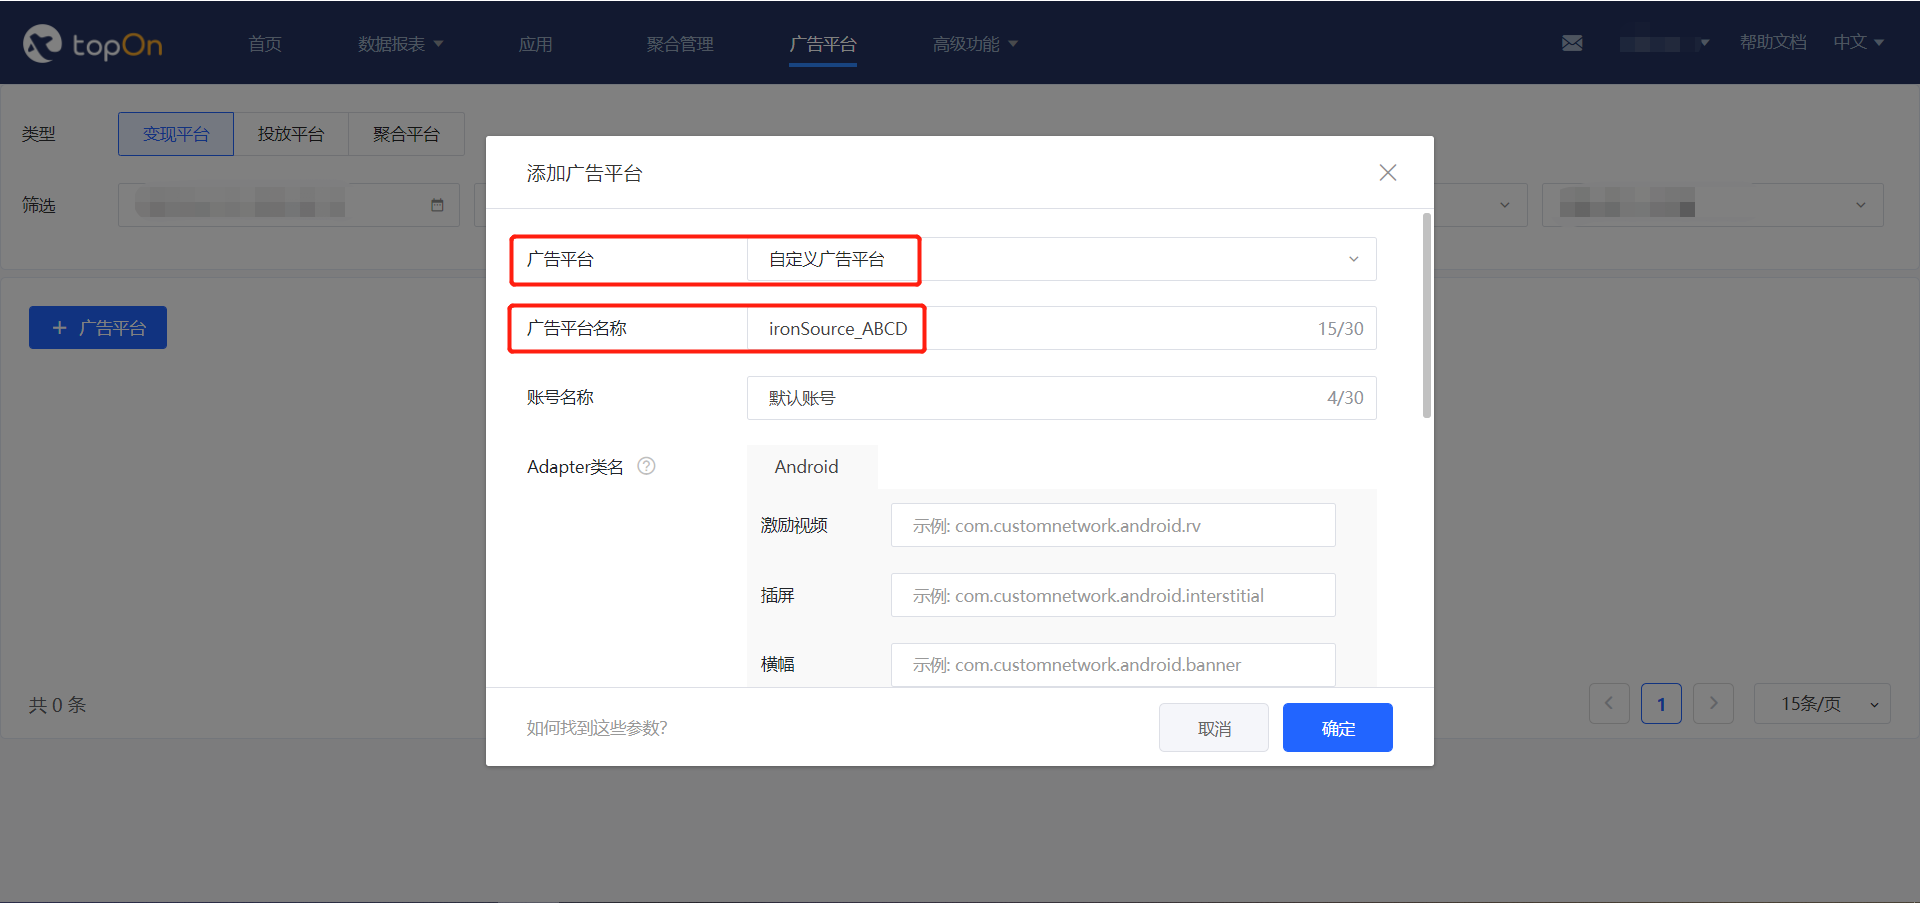 topOn 首页 数据报表 应用 聚合管理 广告平台 高级功能 帮助文档 中文
类型 变现平台 投放平台 聚合平台
筛选
+ 广告平台
共 0 条
1 15条/页
添加广告平台
广告平台 自定义广告平台
广告平台名称 ironSource_ABCD 15/30
账号名称 默认账号 4/30
Adapter类名 ? Android
激励视频 示例: com.customnetwork.android.rv
插屏 示例: com.customnetwork.android.interstitial
横幅 示例: com.customnetwork.android.banner
如何找到这些参数? 取消 确定